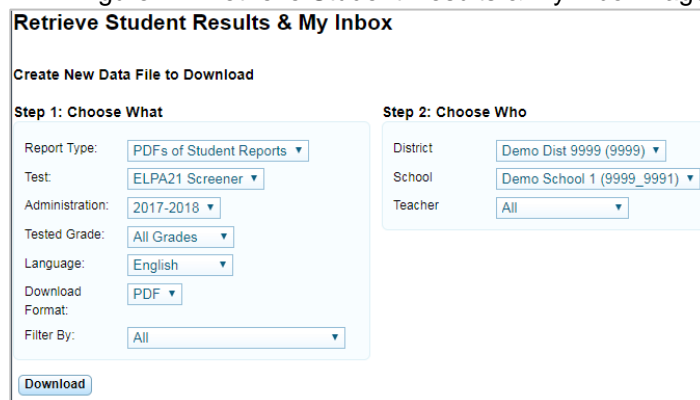 Retrieve Student Results & My Inbox
Create New Data File to Download
Step 1: Choose What
Report Type: PDFs of Student Reports
Test: ELPA21 Screener
Administration: 2017-2018
Tested Grade: All Grades
Language: English
Download Format: PDF
Filter By: All
Download
Step 2: Choose Who
District Demo Dist 9999 (9999)
School Demo School 1 (9999_9991)
Teacher All